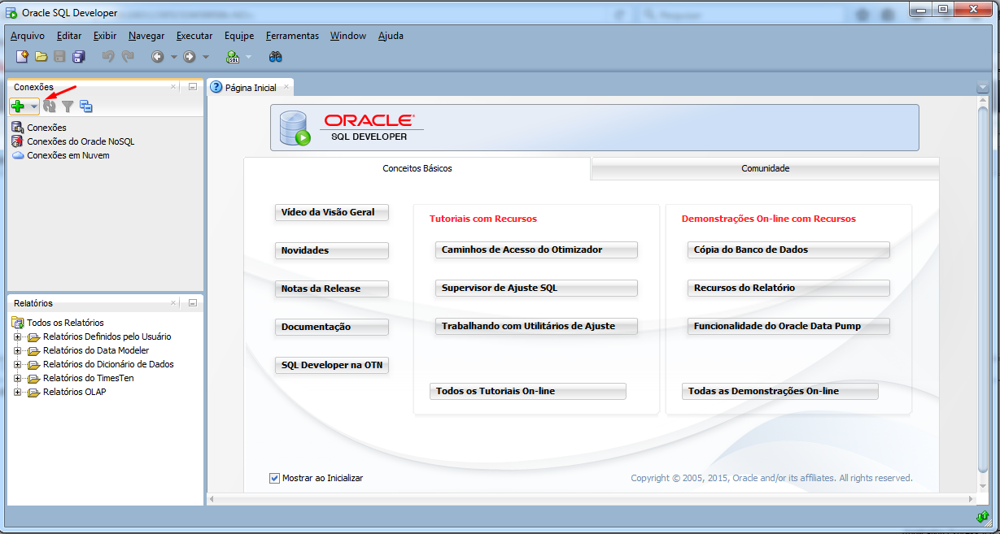 Oracle SQL Developer
Arquivo Editar Exibir Navegar Executar Equipe Ferramentas Window Ajuda
SQL
Conexões
Conexões
Conexões do Oracle NoSQL
Conexões em Nuvem
Relatórios
Todos os Relatórios
Relatórios Definidos pelo Usuário
Relatórios do Data Modeler
Relatórios do Dicionário de Dados
Relatórios do TimesTen
Relatórios OLAP
Página Inicial
ORACLE
SQL DEVELOPER
Conceitos Básicos
Comunidade
Vídeo da Visão Geral
Novidades
Notas da Release
Documentação
SQL Developer na OTN
Tutoriais com Recursos
Caminhos de Acesso do Otimizador
Supervisor de Ajuste SQL
Trabalhando com Utilitários de Ajuste
Todos os Tutoriais On-line
Demonstrações On-line com Recursos
Cópia do Banco de Dados
Recursos do Relatório
Funcionalidade do Oracle Data Pump
Todas as Demonstrações On-line
Mostrar ao Inicializar
Copyright © 2005, 2015, Oracle and/or its affiliates. All rights reserved.